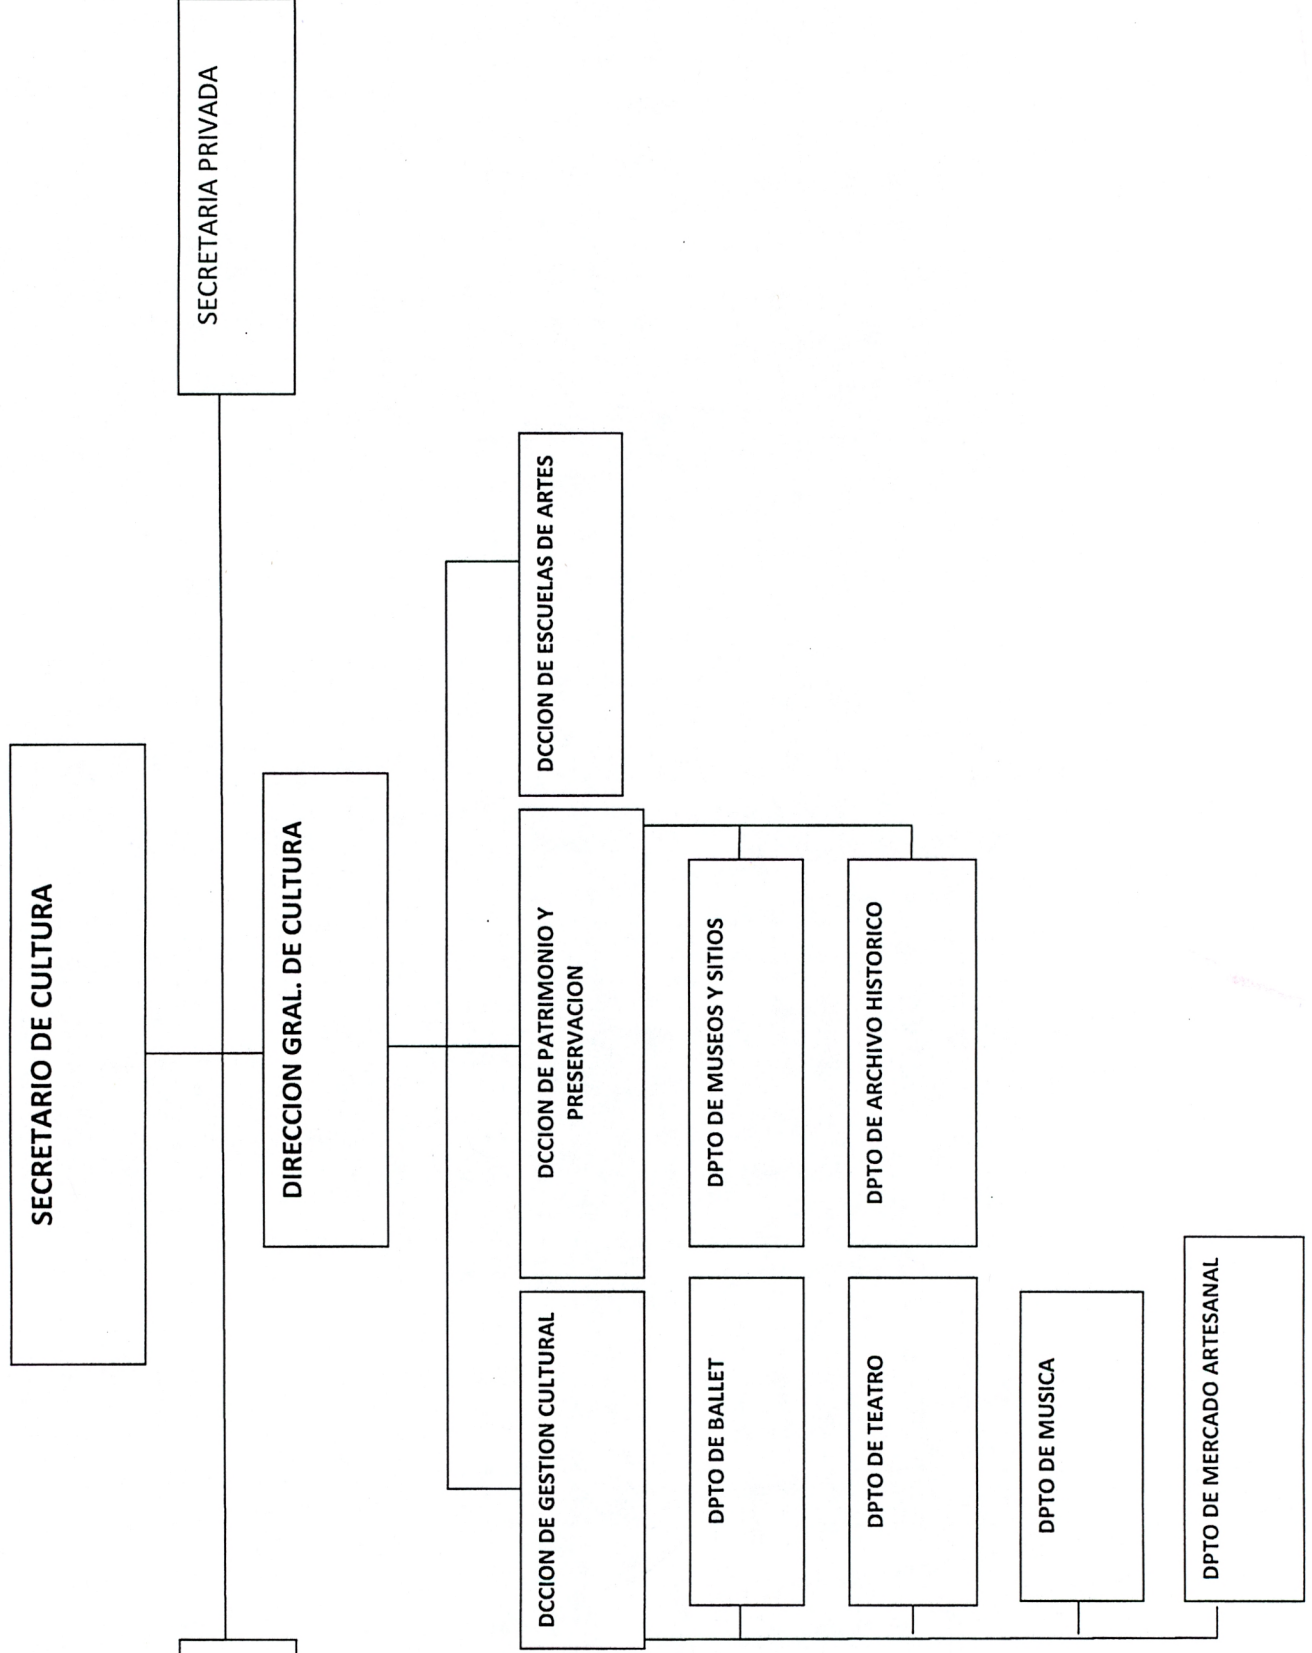 SECRETARIO DE CULTURA
SECRETARIA PRIVADA
DIRECCION GRAL. DE CULTURA
DCCION DE GESTION CULTURAL
DCCION DE PATRIMONIO Y
PRESERVACION
DCCION DE ESCUELAS DE ARTES
DPTO DE BALLET
DPTO DE MUSEOS Y SITIOS
DPTO DE TEATRO
DPTO DE ARCHIVO HISTORICO
DPTO DE MUSICA
DPTO DE MERCADO ARTESANAL